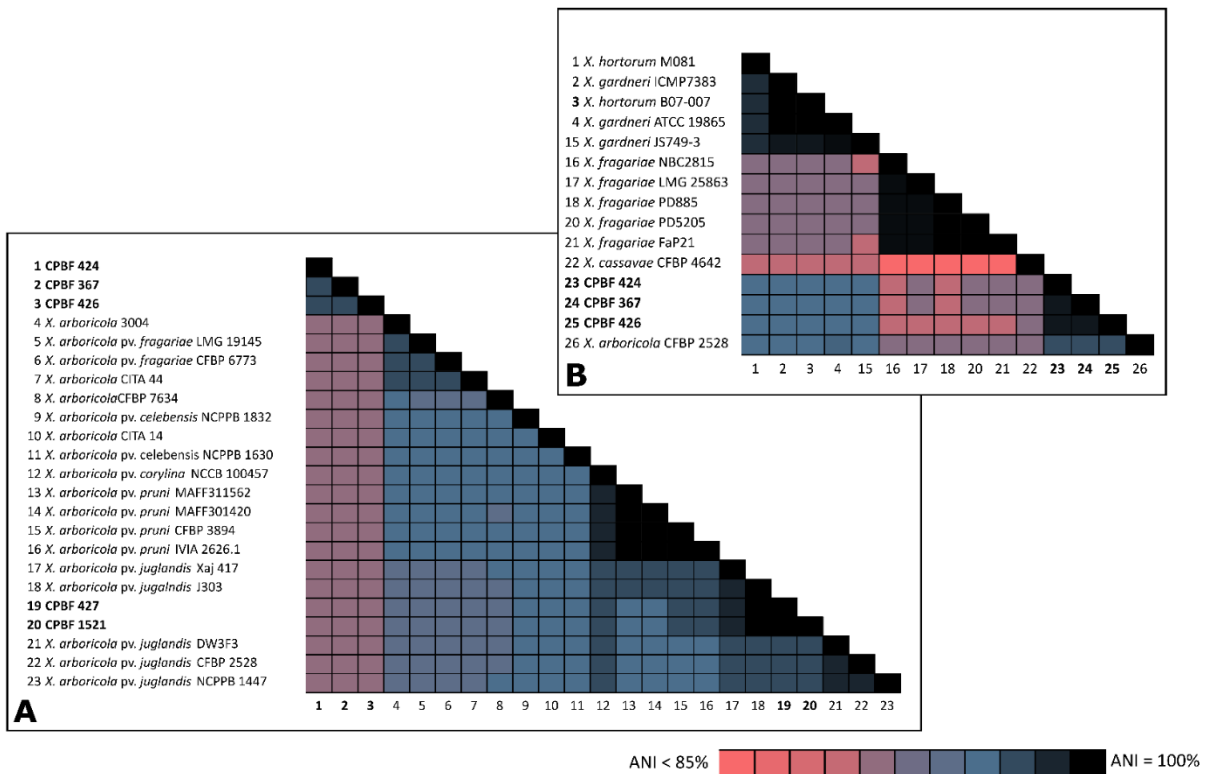 1 X. hortorum M081
2 X. gardneri ICMP7383
3 X. hortorum B07-007
4 X. gardneri ATCC 19865
15 X. gardneri JS749-3
16 X. fragariae NBC2815
17 X. fragariae LMG 25863
18 X. fragariae PD885
20 X. fragariae PD5205
21 X. fragariae FaP21
22 X. cassavae CFBP 4642
23 CPBF 424
24 CPBF 367
25 CPBF 426
26 X. arboricola CFBP 2528
1 2 3 4 15 16 17 18 20 21 22 23 24 25 26
B
1 CPBF 424
2 CPBF 367
3 CPBF 426
4 X. arboricola 3004
5 X. arboricola pv. fragariae LMG 19145
6 X. arboricola pv. fragariae CFBP 6773
7 X. arboricola CITA 44
8 X. arboricolaCFBP 7634
9 X. arboricola pv. celebensis NCPPB 1832
10 X. arboricola CITA 14
11 X. arboricola pv. celebensis NCPPB 1630
12 X. arboricola pv. corylina NCCB 100457
13 X. arboricola pv. pruni MAFF311562
14 X. arboricola pv. pruni MAFF301420
15 X. arboricola pv. pruni CFBP 3894
16 X. arboricola pv. pruni IVIA 2626.1
17 X. arboricola pv. juglandis Xaj 417
18 X. arboricola pv. jugalndis J303
19 CPBF 427
20 CPBF 1521
21 X. arboricola pv. juglandis DW3F3
22 X. arboricola pv. juglandis CFBP 2528
23 X. arboricola pv. juglandis NCPPB 1447
A
1 2 3 4 5 6 7 8 9 10 11 12 13 14 15 16 17 18 19 20 21 22 23
ANI < 85% ANI = 100%